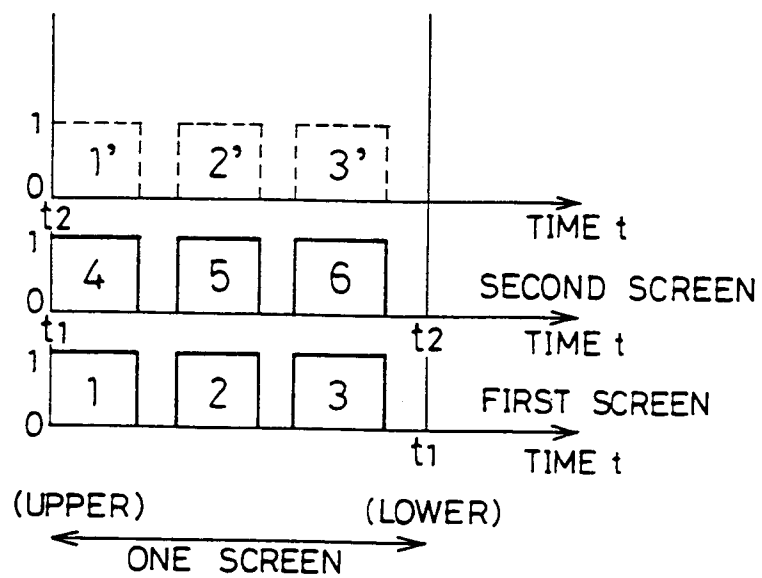 1
1' 2' 3'
0
t2 TIME t
1
4 5 6 SECOND SCREEN
0
t1 t2 TIME t
1
1 2 3 FIRST SCREEN
0
t1 TIME t
(UPPER) (LOWER)
ONE SCREEN